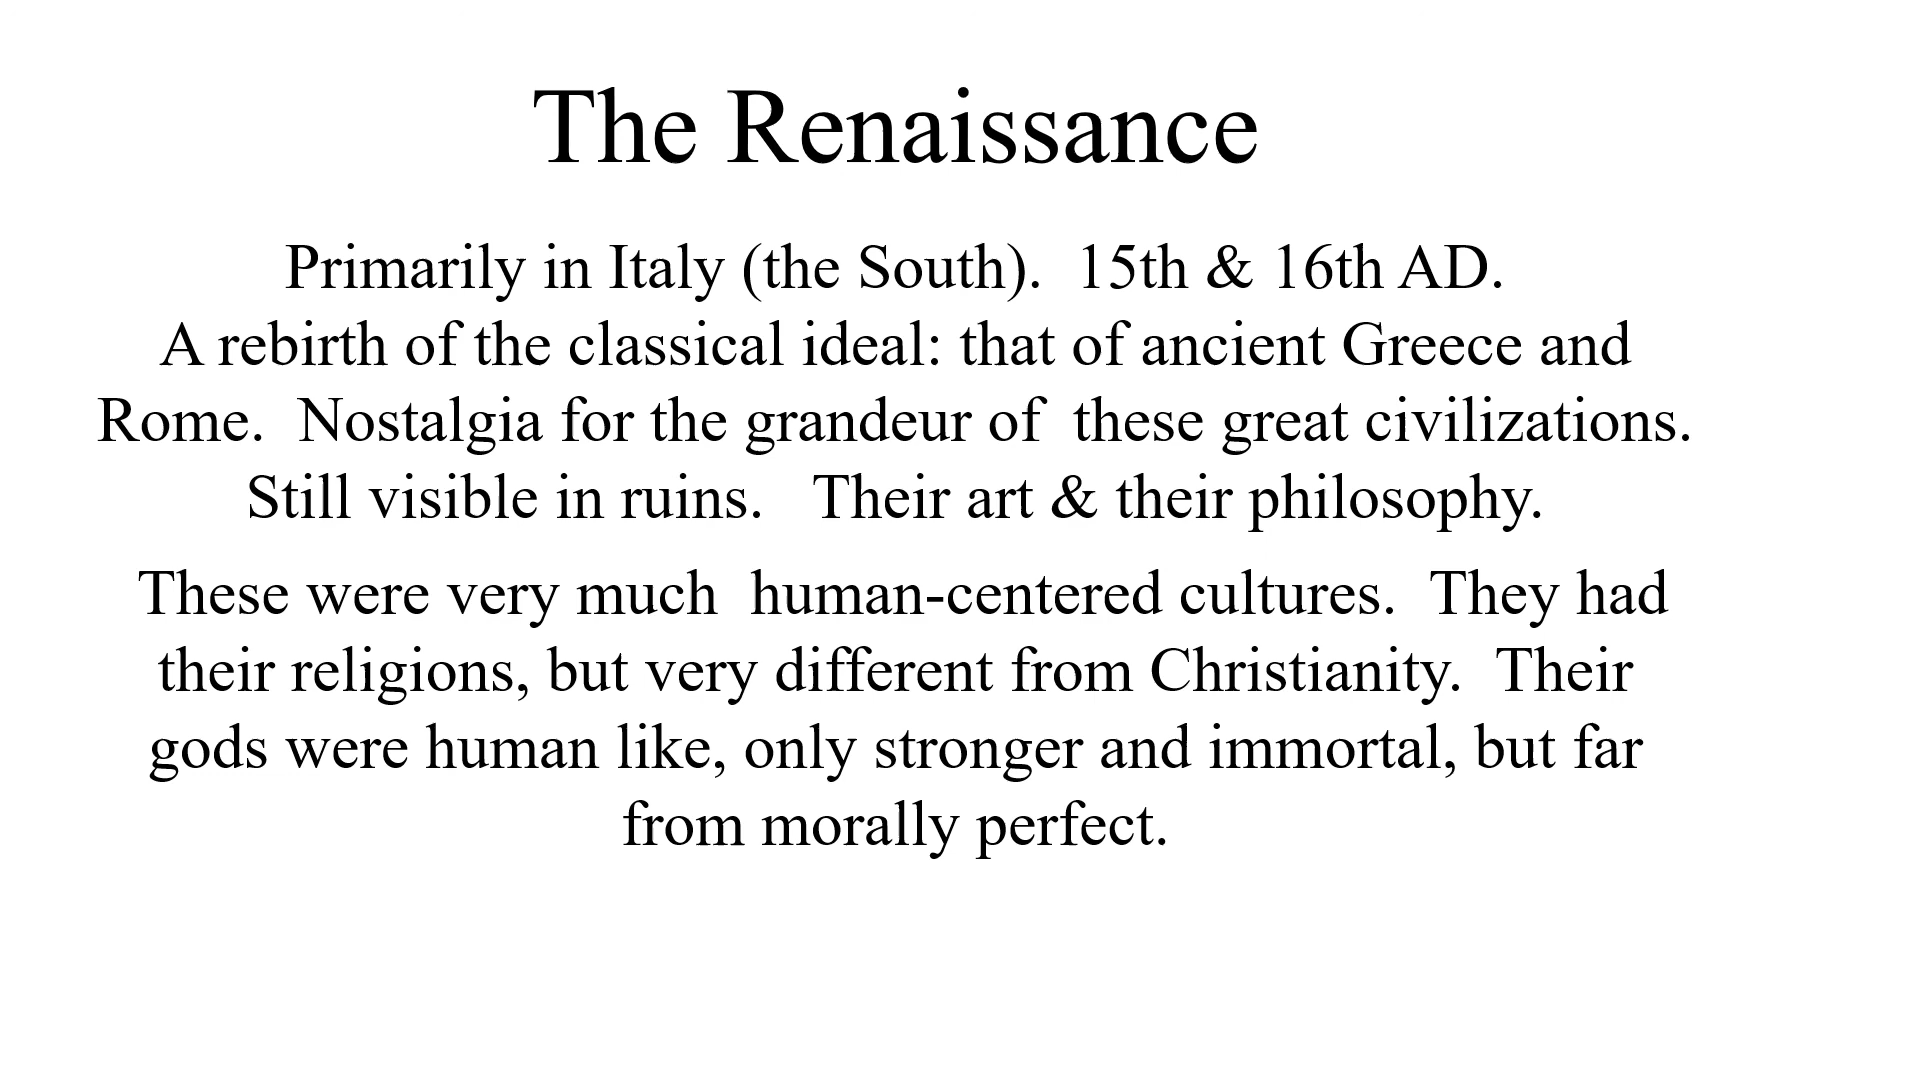 The Renaissance
Primarily in Italy (the South).  15th & 16th AD.
A rebirth of the classical ideal: that of ancient Greece and
Rome.  Nostalgia for the grandeur of  these great civilizations.
Still visible in ruins.   Their art & their philosophy.
These were very much  human-centered cultures.  They had
their religions, but very different from Christianity.  Their
gods were human like, only stronger and immortal, but far
from morally perfect.